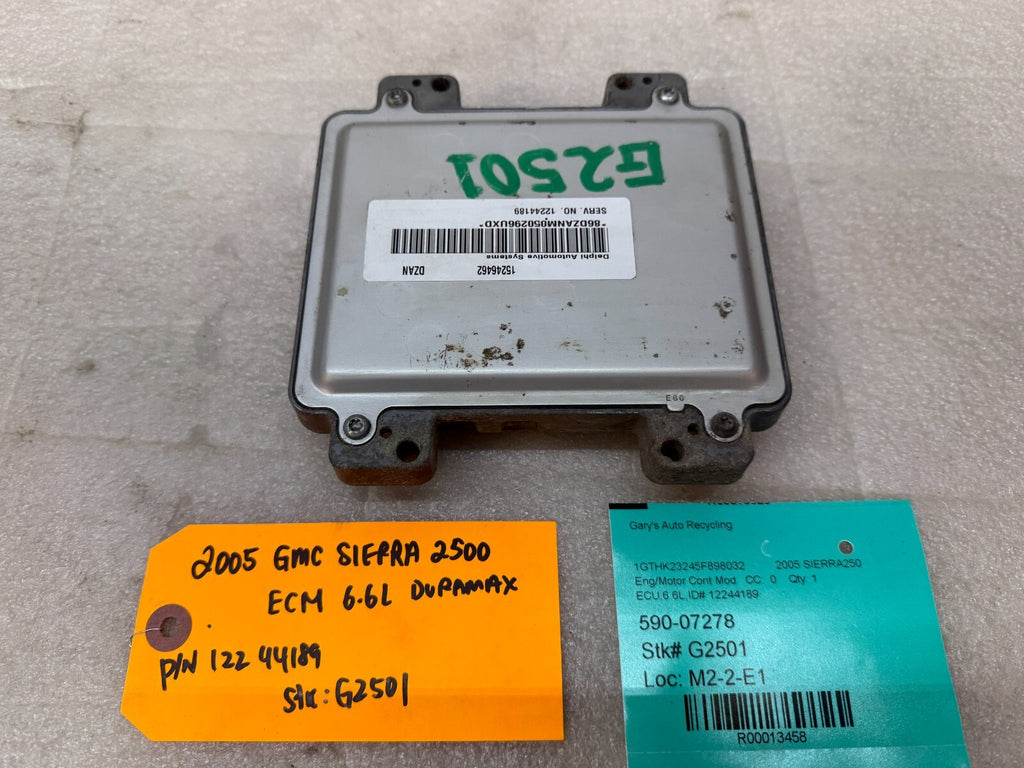 G2501
SERV. NO. 12244189
*86DZANM050296UXD*
Delphi Automotive Systems
15246462 DZAN
E80
2005 GMC SIERRA 2500
ECM 6.6L DURAMAX
P/N 122 44189
Stk: G2501
Gary's Auto Recycling
1GTHK23245F898032 2005 SIERRA250
Eng/Motor Cont Mod CC: 0 Qty: 1
ECU,6.6L,ID# 12244189
590-07278
Stk# G2501
Loc: M2-2-E1
R00013458